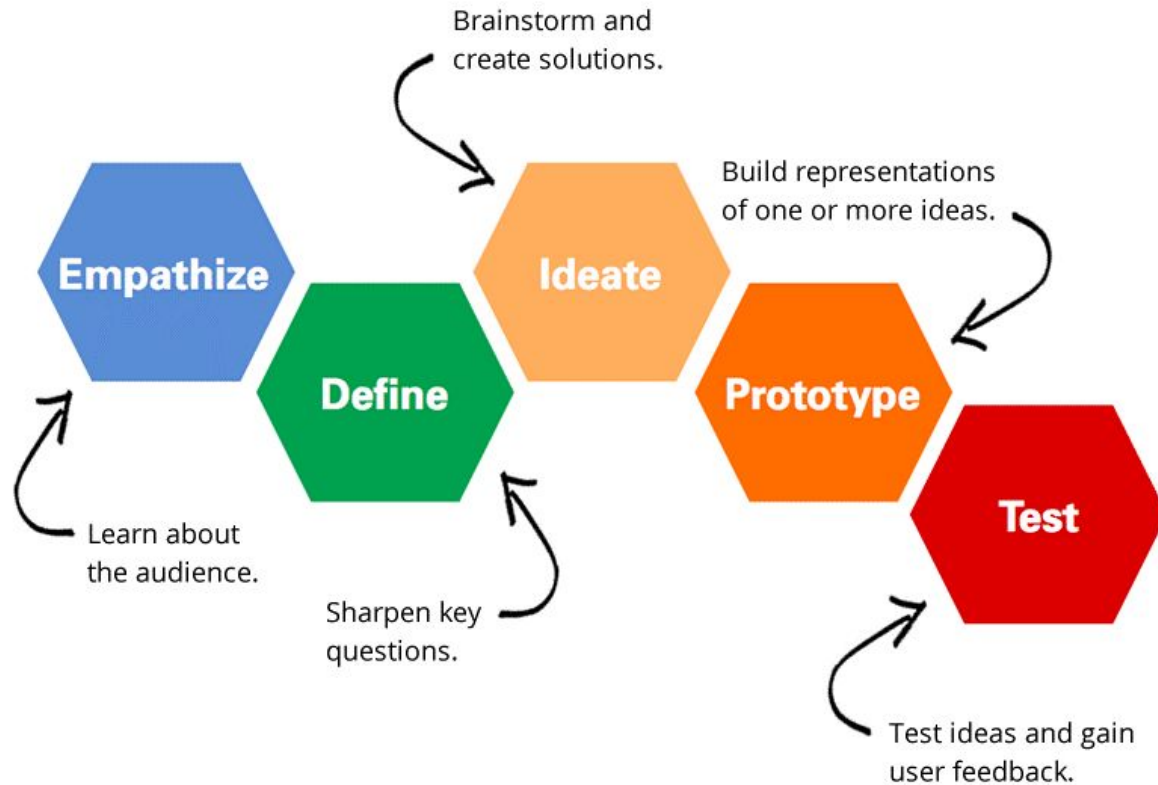 Brainstorm and
create solutions.
Build representations
of one or more ideas.
Empathize
Ideate
Define
Prototype
Test
Learn about
the audience.
Sharpen key
questions.
Test ideas and gain
user feedback.